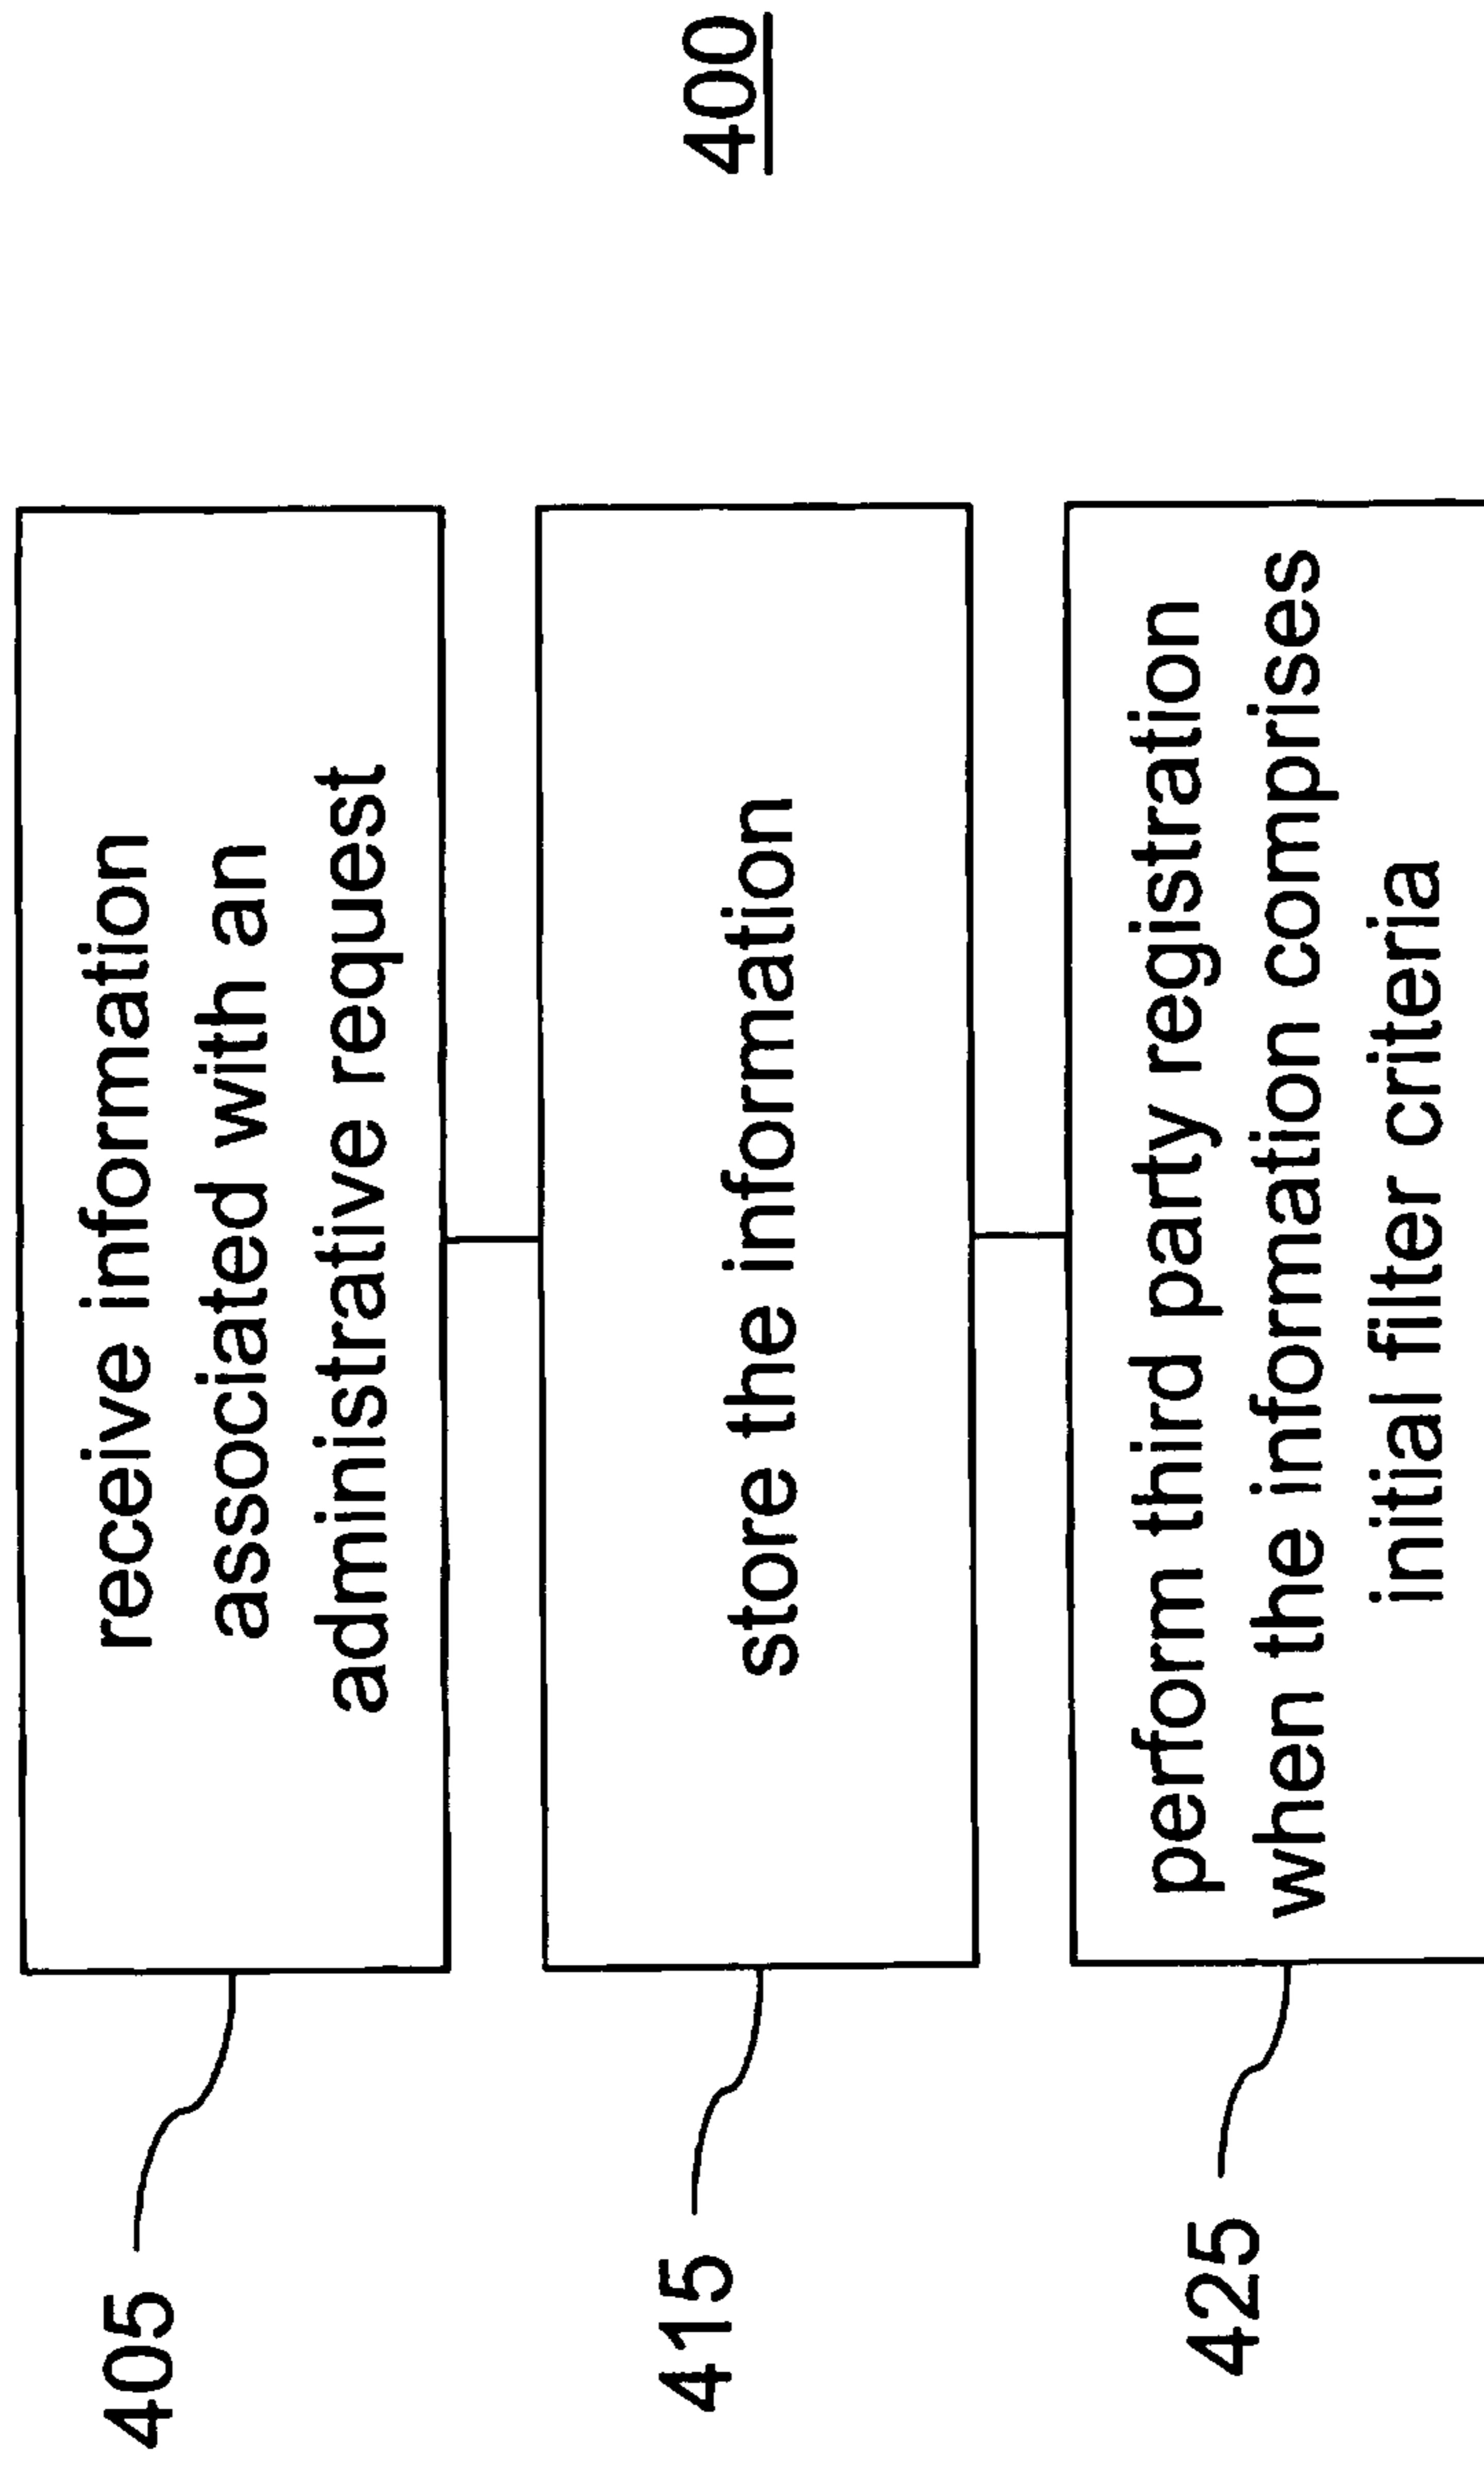 405
receive information
associated with an
administrative request
415
store the information
425
perform third party registration
when the information comprises
initial filter criteria
400